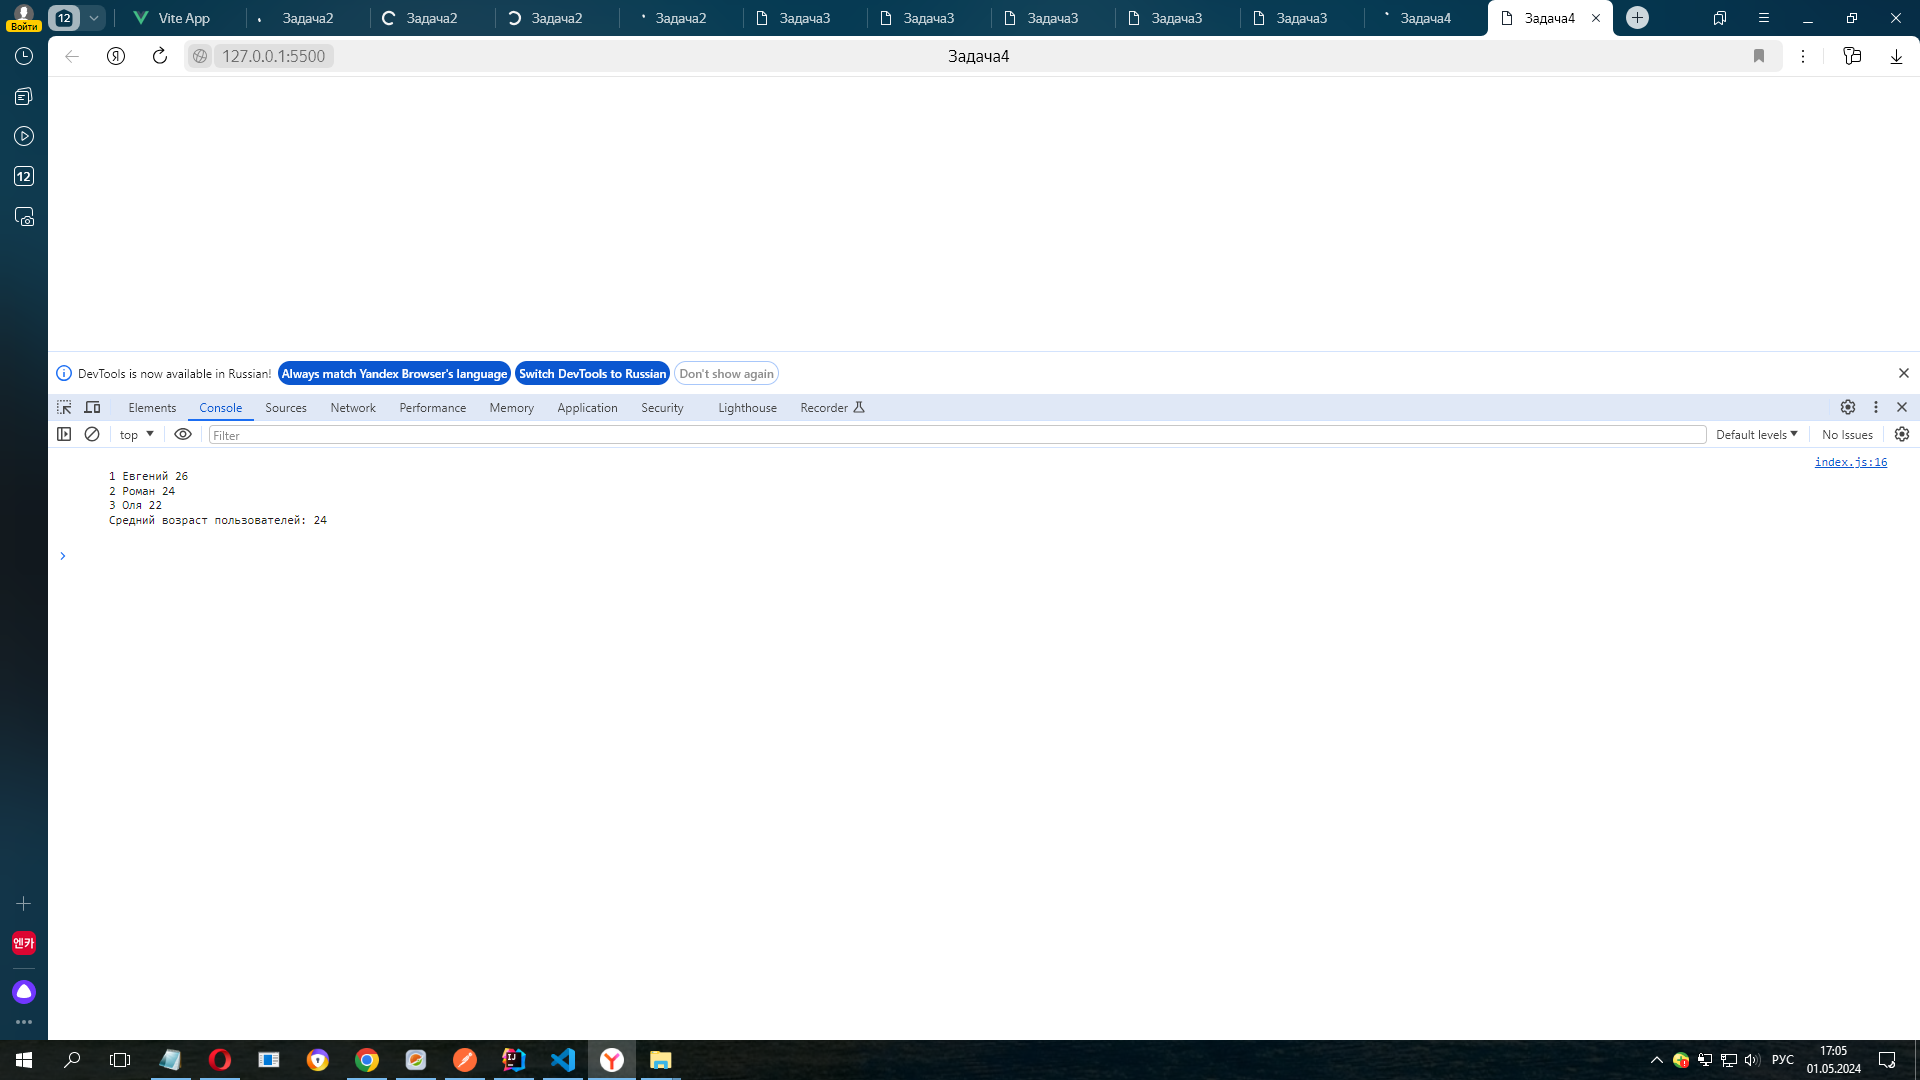 12
Vite App
Задача2
Задача2
Задача2
Задача2
Задача3
Задача3
Задача3
Задача3
Задача3
Задача4
Задача4
Войти
127.0.0.1:5500
Задача4
12
DevTools is now available in Russian!
Always match Yandex Browser's language
Switch DevTools to Russian
Don't show again
Elements
Console
Sources
Network
Performance
Memory
Application
Security
Lighthouse
Recorder
top
Filter
Default levels
No Issues
index.js:16
1 Евгений 26
2 Роман 24
3 Оля 22
Средний возраст пользователей: 24
엔카
РУС
17:05
01.05.2024